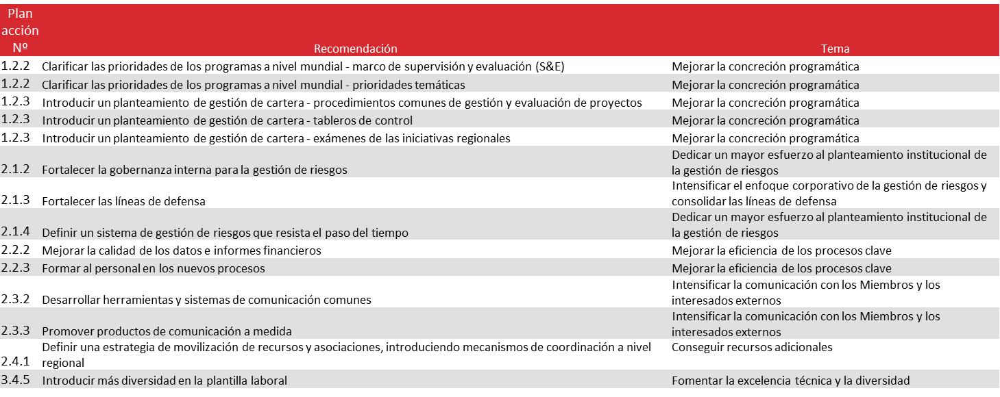 Plan
acción
Nº Recomendación Tema
1.2.2 Clarificar las prioridades de los programas a nivel mundial - marco de supervisión y evaluación (S&E) Mejorar la concreción programática
1.2.2 Clarificar las prioridades de los programas a nivel mundial - prioridades temáticas Mejorar la concreción programática
1.2.3 Introducir un planteamiento de gestión de cartera - procedimientos comunes de gestión y evaluación de proyectos Mejorar la concreción programática
1.2.3 Introducir un planteamiento de gestión de cartera - tableros de control Mejorar la concreción programática
1.2.3 Introducir un planteamiento de gestión de cartera - exámenes de las iniciativas regionales Mejorar la concreción programática
Dedicar un mayor esfuerzo al planteamiento institucional de
2.1.2 Fortalecer la gobernanza interna para la gestión de riesgos la gestión de riesgos
Intensificar el enfoque corporativo de la gestión de riesgos y
2.1.3 Fortalecer las líneas de defensa consolidar las líneas de defensa
Dedicar un mayor esfuerzo al planteamiento institucional de
2.1.4 Definir un sistema de gestión de riesgos que resista el paso del tiempo la gestión de riesgos
2.2.2 Mejorar la calidad de los datos e informes financieros Mejorar la eficiencia de los procesos clave
2.2.3 Formar al personal en los nuevos procesos Mejorar la eficiencia de los procesos clave
Intensificar la comunicación con los Miembros y los
2.3.2 Desarrollar herramientas y sistemas de comunicación comunes interesados externos
Intensificar la comunicación con los Miembros y los
2.3.3 Promover productos de comunicación a medida interesados externos
Definir una estrategia de movilización de recursos y asociaciones, introduciendo mecanismos de coordinación a nivel Conseguir recursos adicionales
2.4.1 regional
3.4.5 Introducir más diversidad en la plantilla laboral Fomentar la excelencia técnica y la diversidad